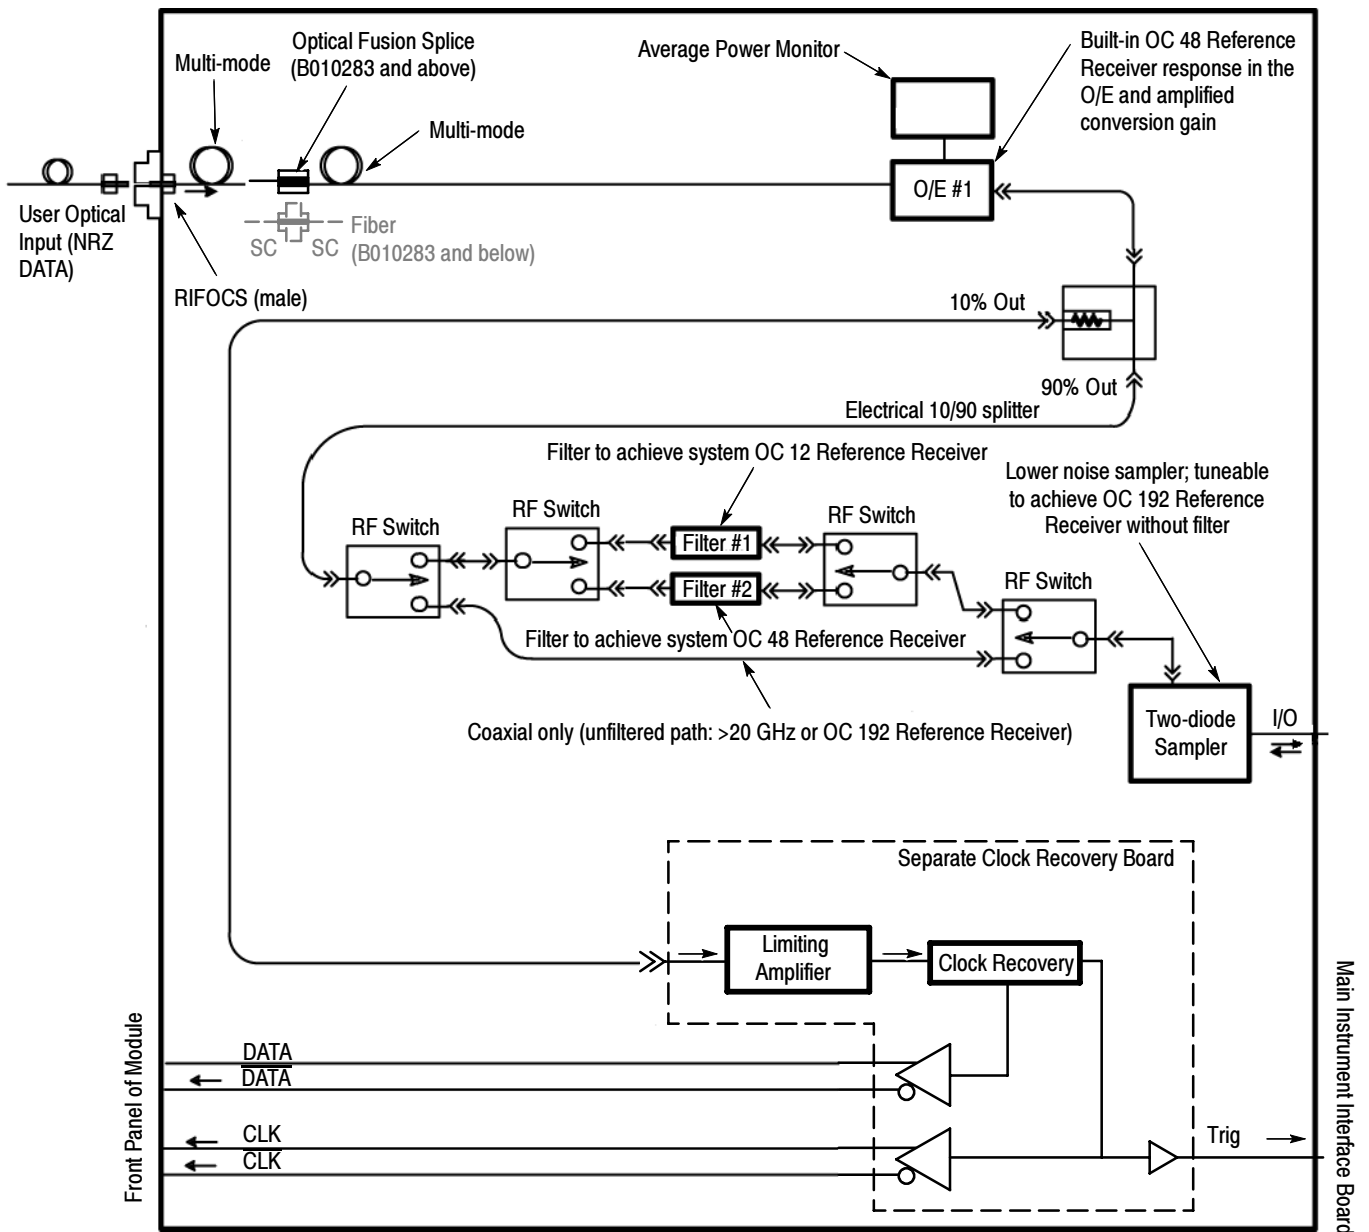 Optical Fusion Splice
(B010283 and above)
Multi-mode
Multi-mode
Average Power Monitor
Built-in OC 48 Reference
Receiver response in the
O/E and amplified
conversion gain
O/E #1
User Optical
Input (NRZ
DATA)
SC
SC
Fiber
(B010283 and below)
RIFOCS (male)
10% Out
90% Out
Electrical 10/90 splitter
Filter to achieve system OC 12 Reference Receiver
Lower noise sampler; tuneable
to achieve OC 192 Reference
Receiver without filter
RF Switch
RF Switch
RF Switch
RF Switch
Filter #1
Filter #2
Filter to achieve system OC 48 Reference Receiver
Coaxial only (unfiltered path: >20 GHz or OC 192 Reference Receiver)
Two-diode
Sampler
I/O
Separate Clock Recovery Board
Limiting
Amplifier
Clock Recovery
DATA
DATA
CLK
CLK
Trig
Front Panel of Module
Main Instrument Interface Board